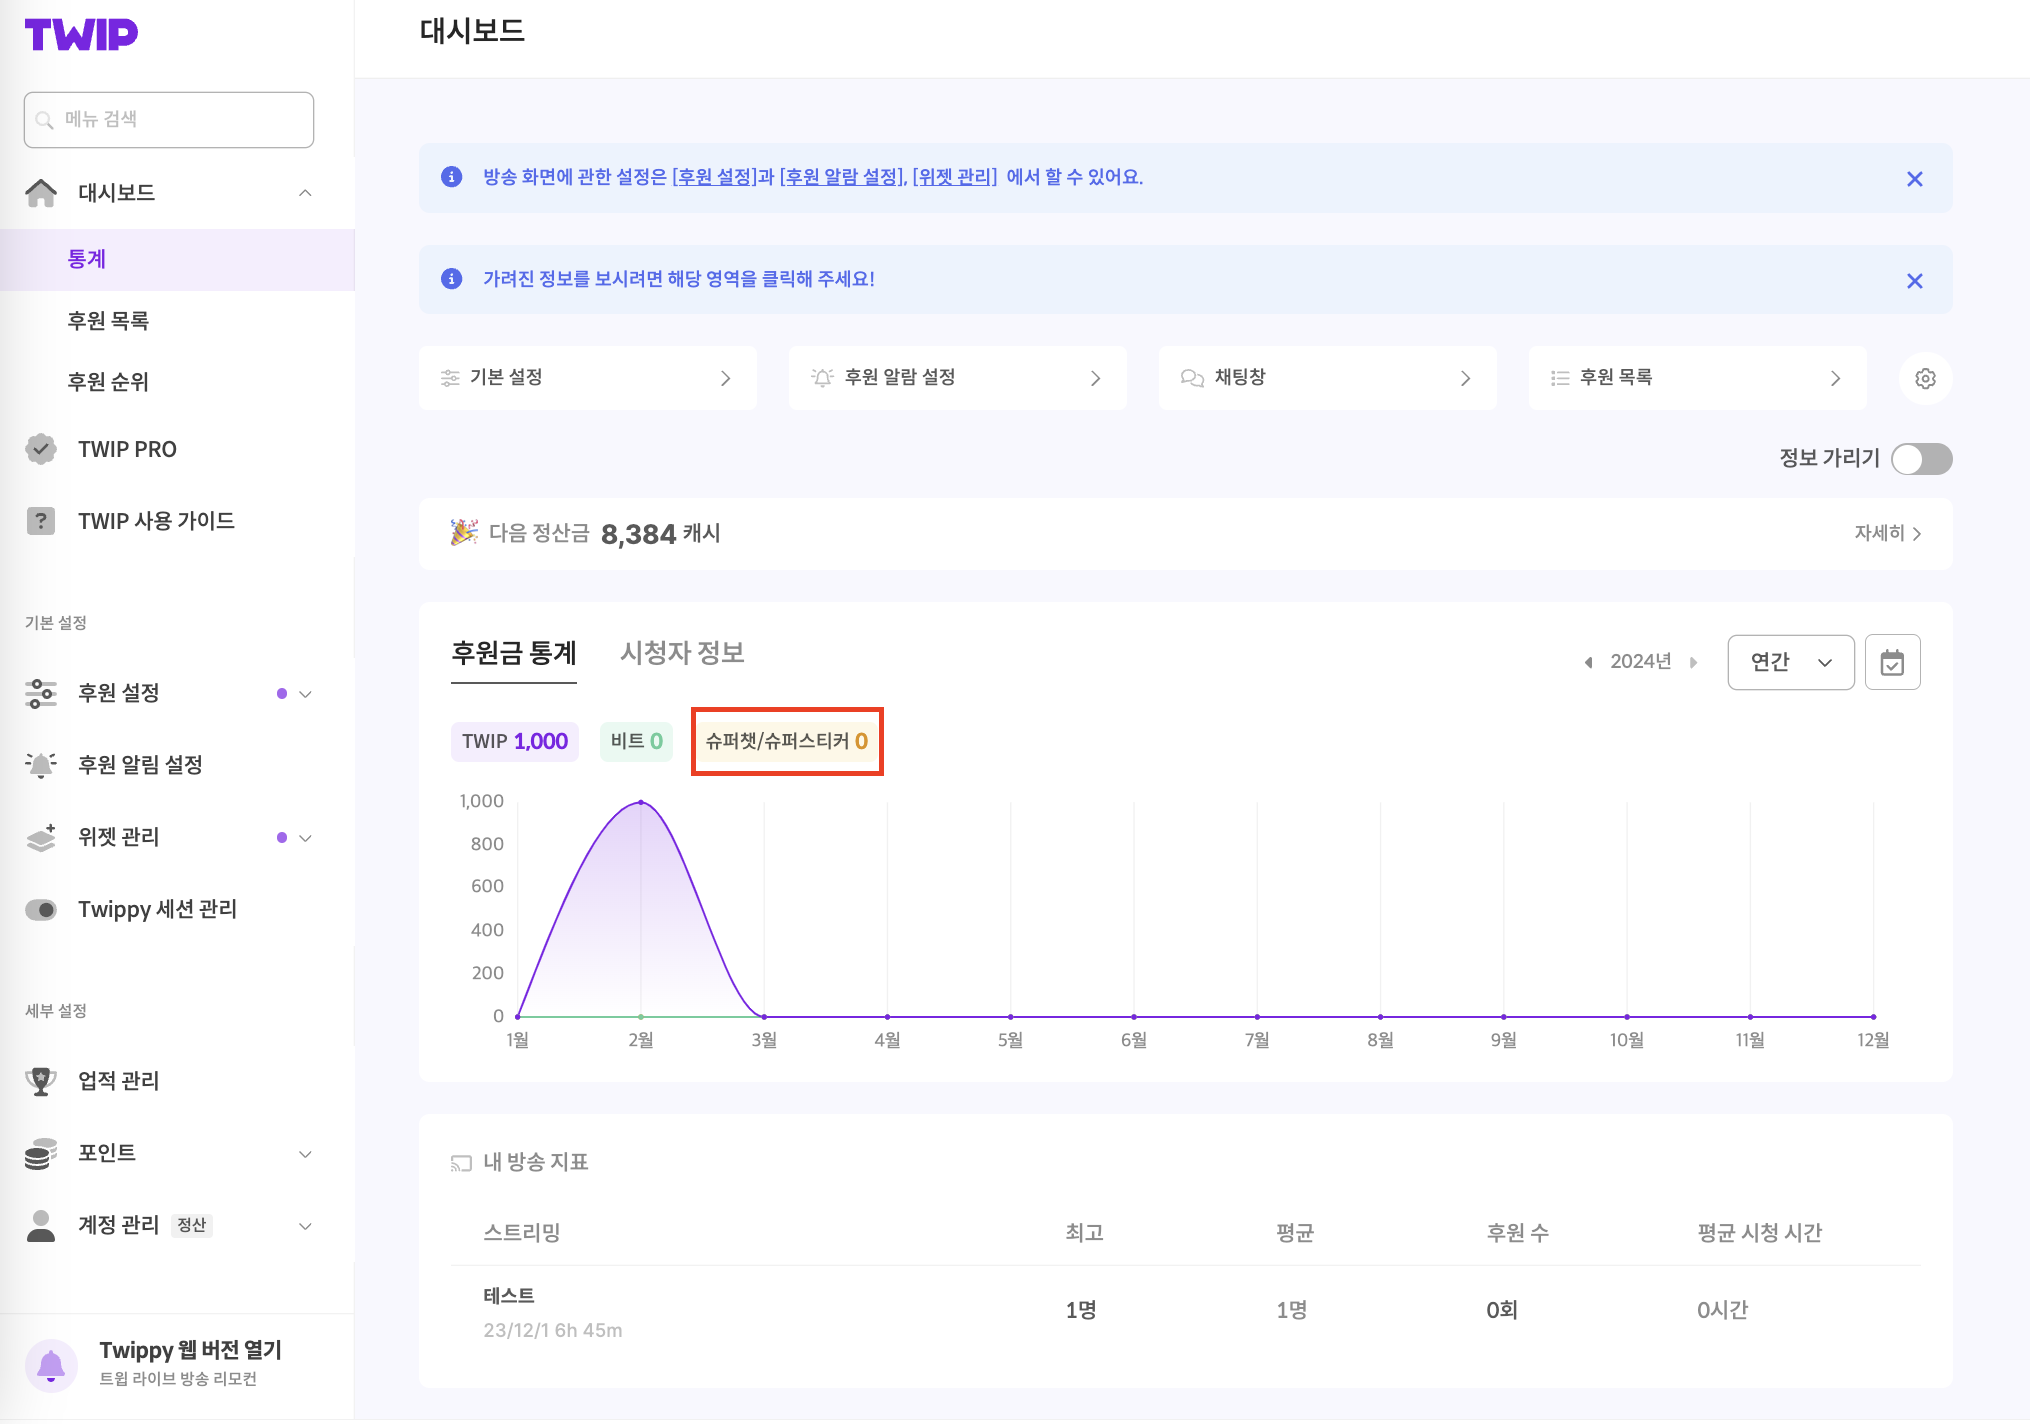 TWIP
대시보드
메뉴 검색
대시보드
통계
후원 목록
후원 순위
TWIP PRO
TWIP 사용 가이드
기본 설정
후원 설정
후원 알림 설정
위젯 관리
Twippy 세션 관리
세부 설정
업적 관리
포인트
계정 관리 정산
Twippy 웹 버전 열기
트윕 라이브 방송 리모컨
방송 화면에 관한 설정은 [후원 설정]과 [후원 알람 설정], [위젯 관리] 에서 할 수 있어요.
가려진 정보를 보시려면 해당 영역을 클릭해 주세요!
기본 설정
후원 알람 설정
채팅창
후원 목록
정보 가리기
다음 정산금 8,384 캐시
자세히
후원금 통계
시청자 정보
2024년
연간
TWIP 1,000
비트 0
슈퍼챗/슈퍼스티커 0
1,000
800
600
400
200
0
1월 2월 3월 4월 5월 6월 7월 8월 9월 10월 11월 12월
내 방송 지표
스트리밍 최고 평균 후원 수 평균 시청 시간
테스트
23/12/1 6h 45m
1명 1명 0회 0시간